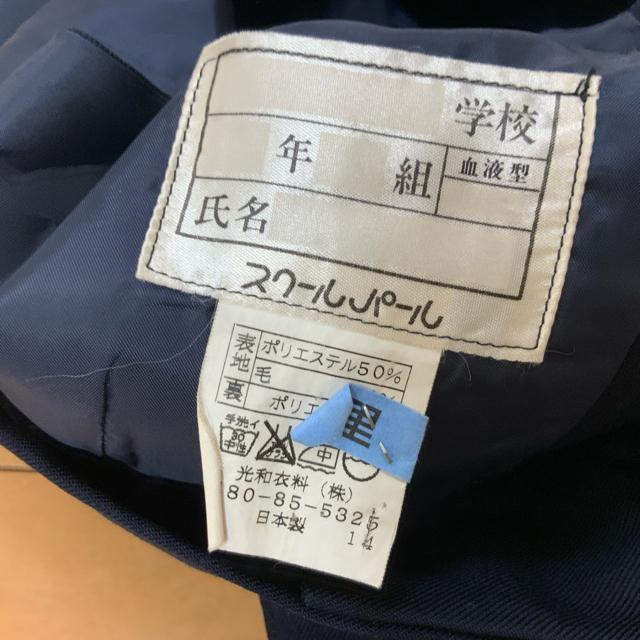 学校
年 組 血液型
氏名
スクールパール
表地 ポリエステル50%
毛
裏 ポリエ
里
手洗イ
30
中性
中
光和衣料(株)
80-85-532
日本製